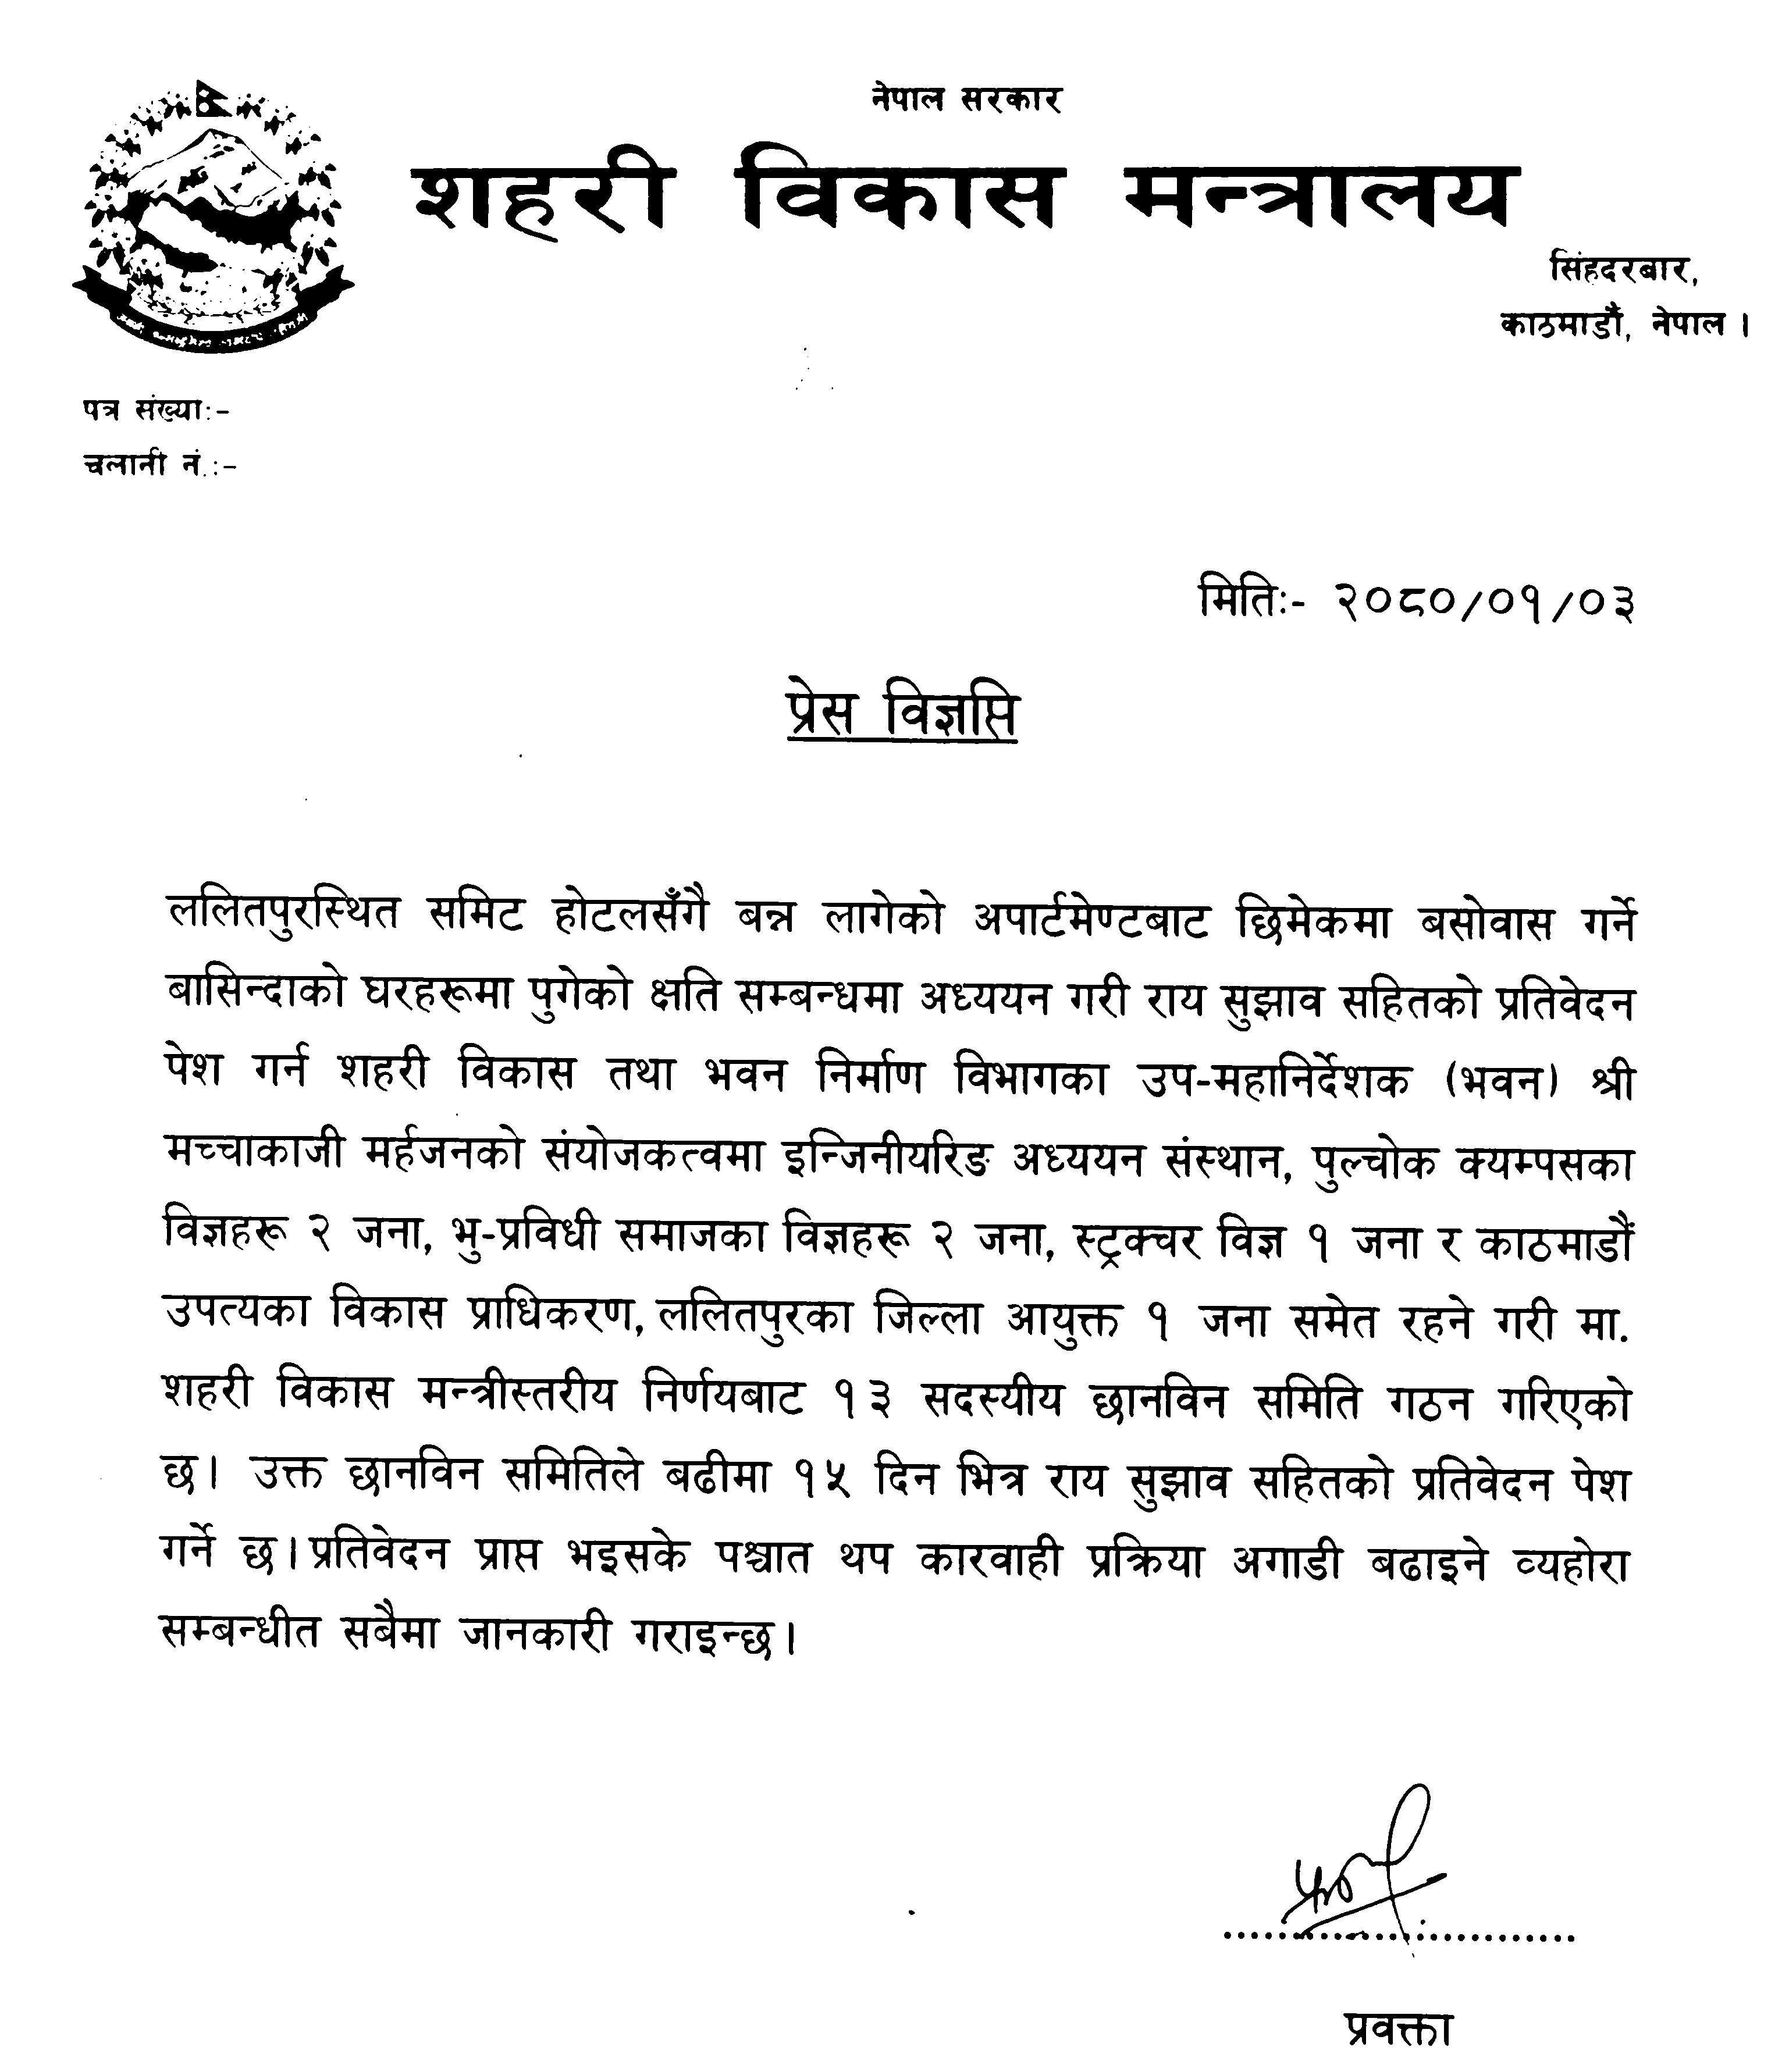 नेपाल सरकार
शहरी विकास मन्त्रालय
सिंहदरबार,
काठमाडौं, नेपाल ।
पत्र संख्या:-
चलानी नं.:-
मितिः- २०८०/०१/०३
प्रेस विज्ञप्ति
ललितपुरस्थित समिट होटलसँगै बन्न लागेको अपार्टमेण्टबाट छिमेकमा बसोवास गर्ने
बासिन्दाको घरहरूमा पुगेको क्षति सम्बन्धमा अध्ययन गरी राय सुझाव सहितको प्रतिवेदन
पेश गर्न शहरी विकास तथा भवन निर्माण विभागका उप-महानिर्देशक (भवन) श्री
मच्चाकाजी मर्हजनको संयोजकत्वमा इन्जिनीयरिङ अध्ययन संस्थान, पुल्चोक क्यम्पसका
विज्ञहरू २ जना, भु-प्रविधी समाजका विज्ञहरू २ जना, स्ट्रक्चर विज्ञ १ जना र काठमाडौं
उपत्यका विकास प्राधिकरण, ललितपुरका जिल्ला आयुक्त १ जना समेत रहने गरी मा.
शहरी विकास मन्त्रीस्तरीय निर्णयबाट १३ सदस्यीय छानविन समिति गठन गरिएको
छ। उक्त छानविन समितिले बढीमा १५ दिन भित्र राय सुझाव सहितको प्रतिवेदन पेश
गर्ने छ। प्रतिवेदन प्राप्त भइसके पश्चात थप कारवाही प्रक्रिया अगाडी बढाइने व्यहोरा
सम्बन्धीत सबैमा जानकारी गराइन्छ।
प्रवक्ता